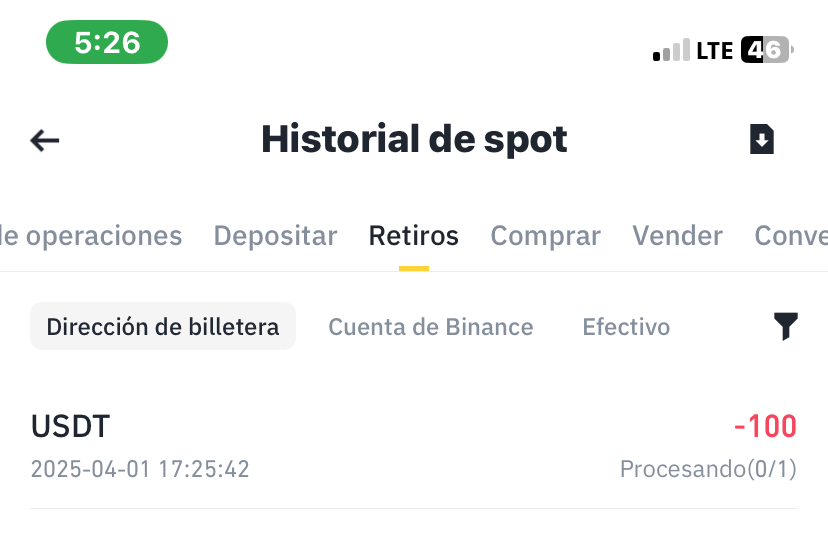 5:26
LTE 46
Historial de spot
de operaciones Depositar Retiros Comprar Vender Conve
Dirección de billetera Cuenta de Binance Efectivo
USDT -100
2025-04-01 17:25:42 Procesando(0/1)